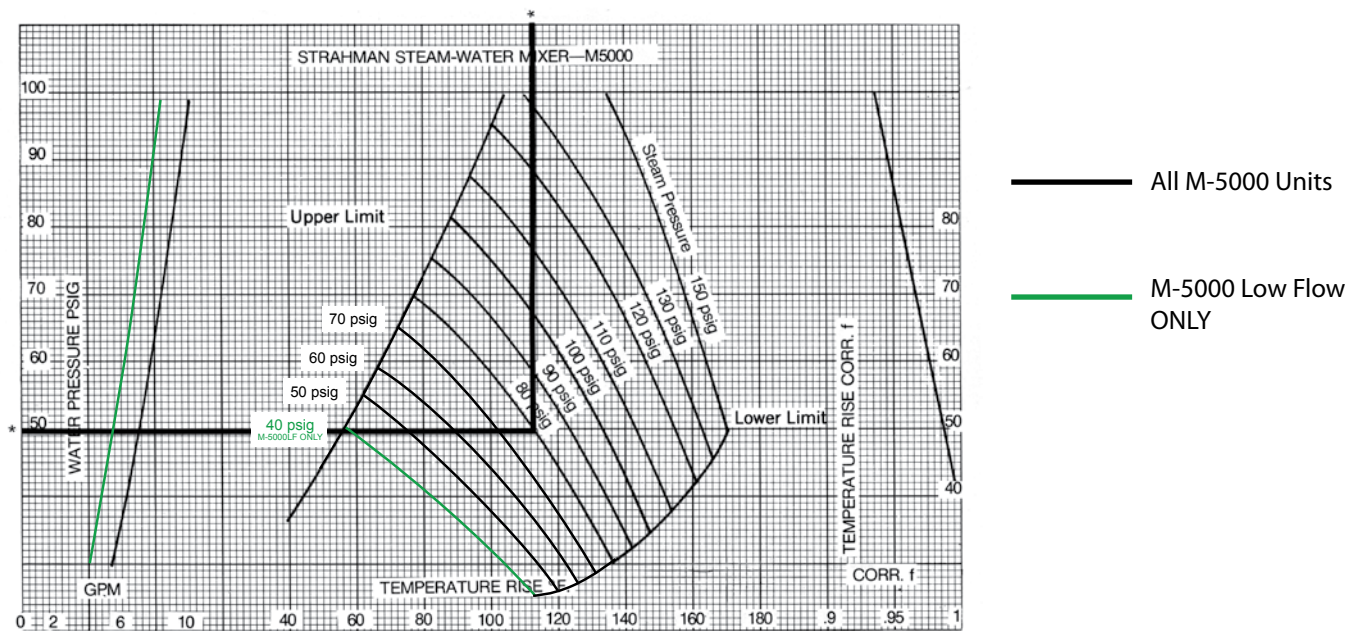 *
STRAHMAN STEAM-WATER MIXER—M5000
100
90
80
70
60
50
*
WATER PRESSURE PSIG
Upper Limit
70 psig
60 psig
50 psig
40 psig
M-5000LF ONLY
Steam Pressure
150 psig
130 psig
120 psig
110 psig
100 psig
90 psig
80 psig
Lower Limit
TEMPERATURE RISE CORR. f
80
70
60
50
40
GPM
TEMPERATURE RISE °F
CORR. f
0 2 6 10 40 60 80 100 120 140 160 180 .9 .95 1
All M-5000 Units
M-5000 Low Flow
ONLY